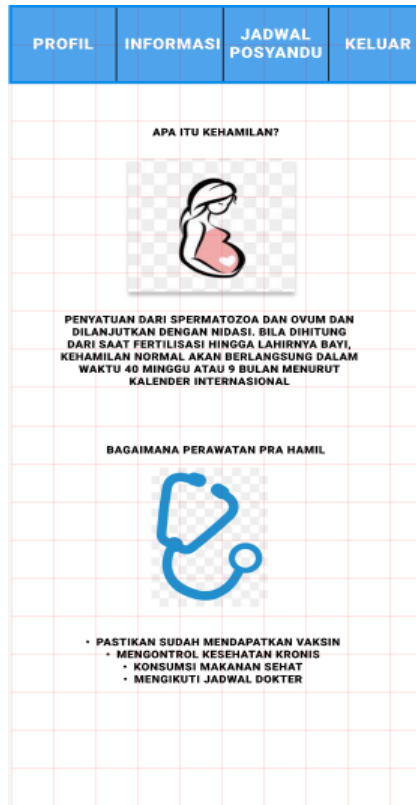 PROFIL
INFORMASI
JADWAL
POSYANDU
KELUAR
APA ITU KEHAMILAN?
PENYATUAN DARI SPERMATOZOA DAN OVUM DAN
DILANJUTKAN DENGAN NIDASI. BILA DIHITUNG
DARI SAAT FERTILISASI HINGGA LAHIRNYA BAYI,
KEHAMILAN NORMAL AKAN BERLANGSUNG DALAM
WAKTU 40 MINGGU ATAU 9 BULAN MENURUT
KALENDER INTERNASIONAL
BAGAIMANA PERAWATAN PRA HAMIL
• PASTIKAN SUDAH MENDAPATKAN VAKSIN
• MENGONTROL KESEHATAN KRONIS
• KONSUMSI MAKANAN SEHAT
• MENGIKUTI JADWAL DOKTER